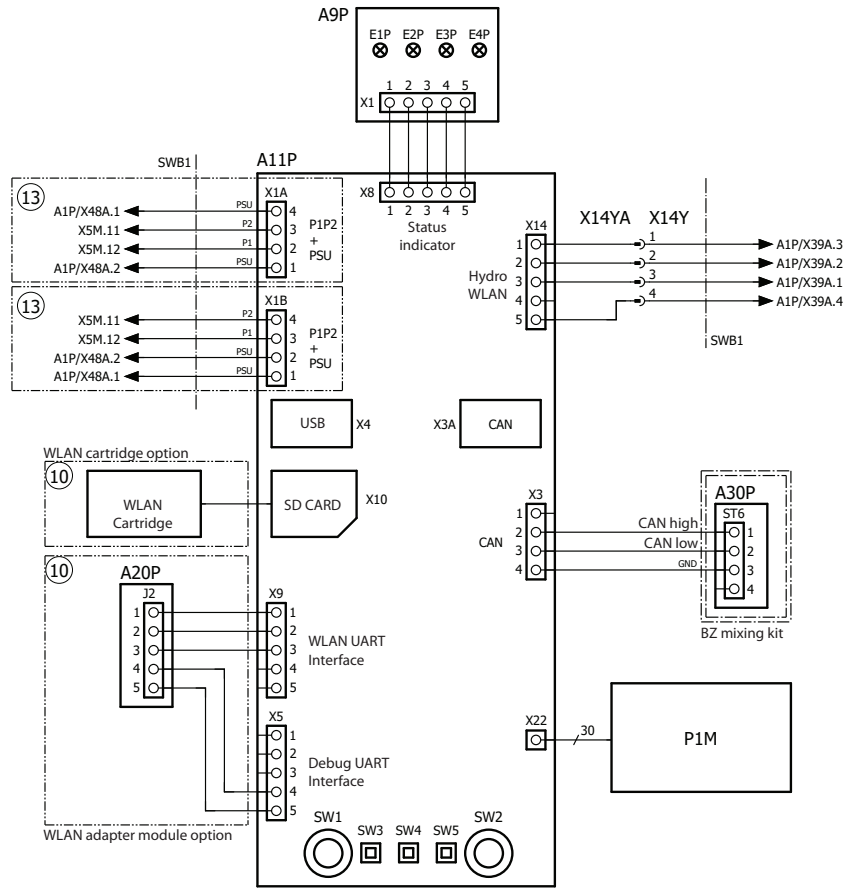 A9P
E1P E2P E3P E4P
1 2 3 4 5
X1
SWB1
A11P
13
X1A
A1P/X48A.1 PSU 4
X5M.11 P2 3
X5M.12 P1 2
A1P/X48A.2 PSU 1
P1P2
+
PSU
X8
1 2 3 4 5
Status
indicator
X14 X14YA X14Y
1 1 A1P/X39A.3
2 2 A1P/X39A.2
3 3 A1P/X39A.1
4 4 A1P/X39A.4
5
Hydro
WLAN
SWB1
13
X1B
X5M.11 P2 4
X5M.12 P1 3
A1P/X48A.2 PSU 2
A1P/X48A.1 PSU 1
P1P2
+
PSU
USB X4
X3A CAN
WLAN cartridge option
10
WLAN
Cartridge
SD CARD X10
X3
1
2
3
4
CAN
CAN high
CAN low
GND
A30P
ST6
1
2
3
4
BZ mixing kit
10
A20P
J2
1
2
3
4
5
X9
1
2
3
4
5
WLAN UART
Interface
X5
1
2
3
4
5
Debug UART
Interface
WLAN adapter module option
X22
30
P1M
SW1 SW3 SW4 SW5 SW2